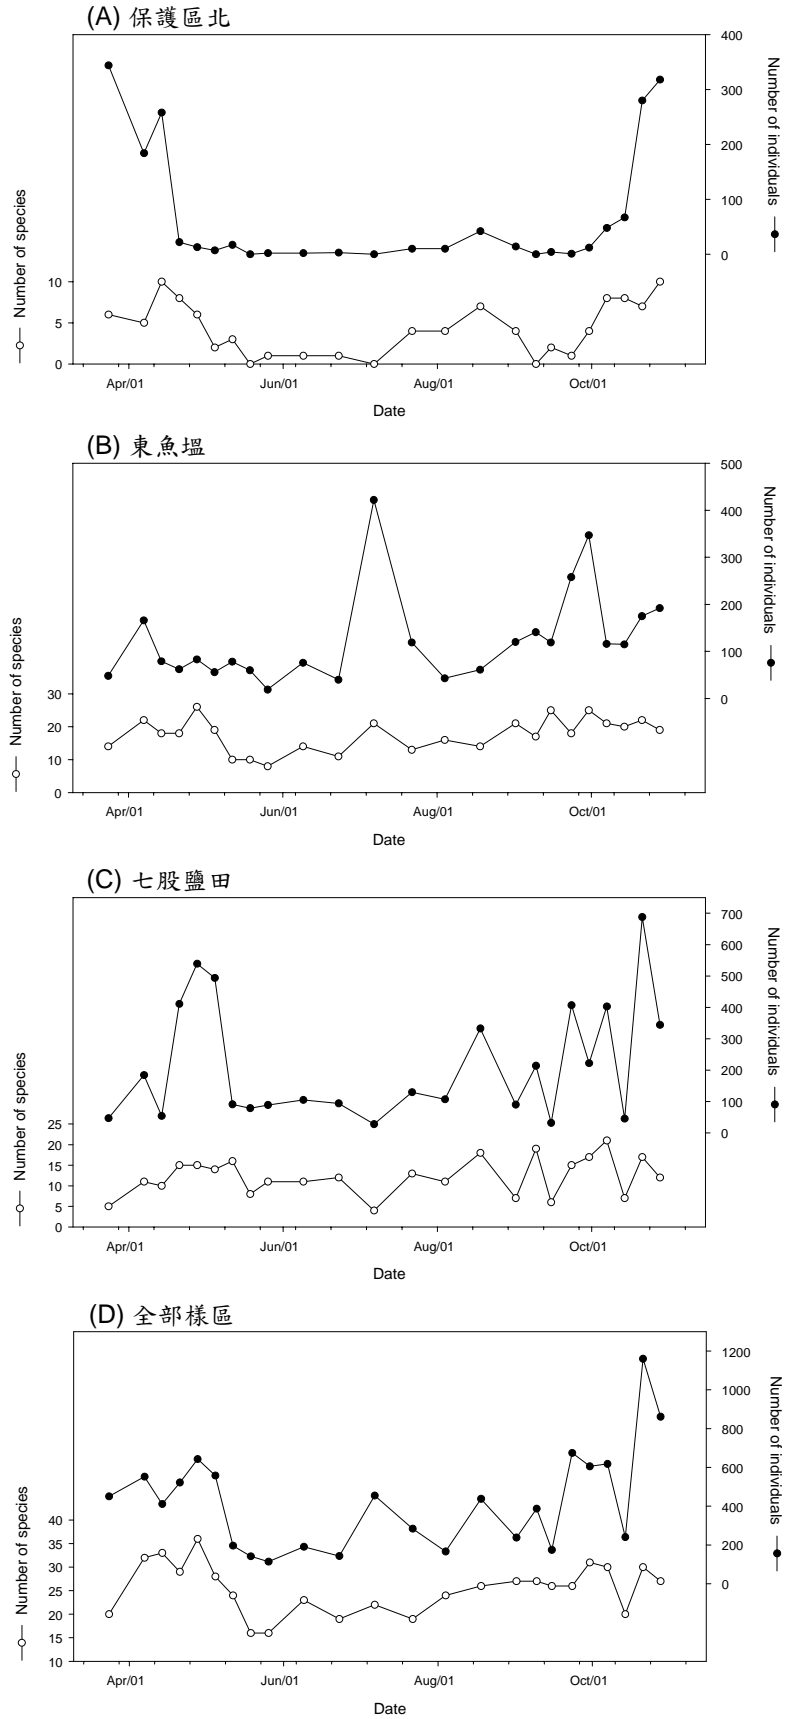 (A) 保護區北
400
300
200
100
0
Number of individuals
Number of species
10
5
0
Apr/01 Jun/01 Aug/01 Oct/01
Date
(B) 東魚塭
500
400
300
200
100
0
Number of individuals
Number of species
30
20
10
0
Apr/01 Jun/01 Aug/01 Oct/01
Date
(C) 七股鹽田
700
600
500
400
300
200
100
0
Number of individuals
Number of species
25
20
15
10
5
0
Apr/01 Jun/01 Aug/01 Oct/01
Date
(D) 全部樣區
1200
1000
800
600
400
200
0
Number of individuals
Number of species
40
35
30
25
20
15
10
Apr/01 Jun/01 Aug/01 Oct/01
Date